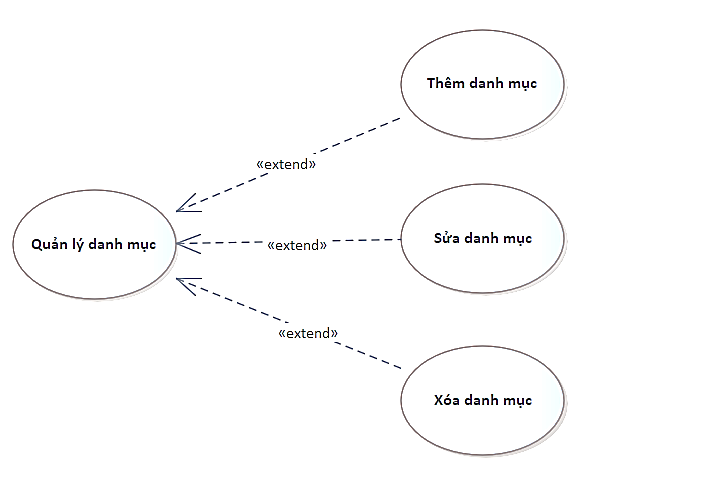 Thêm danh mục
«extend»
Quản lý danh mục
«extend»
Sửa danh mục
«extend»
Xóa danh mục